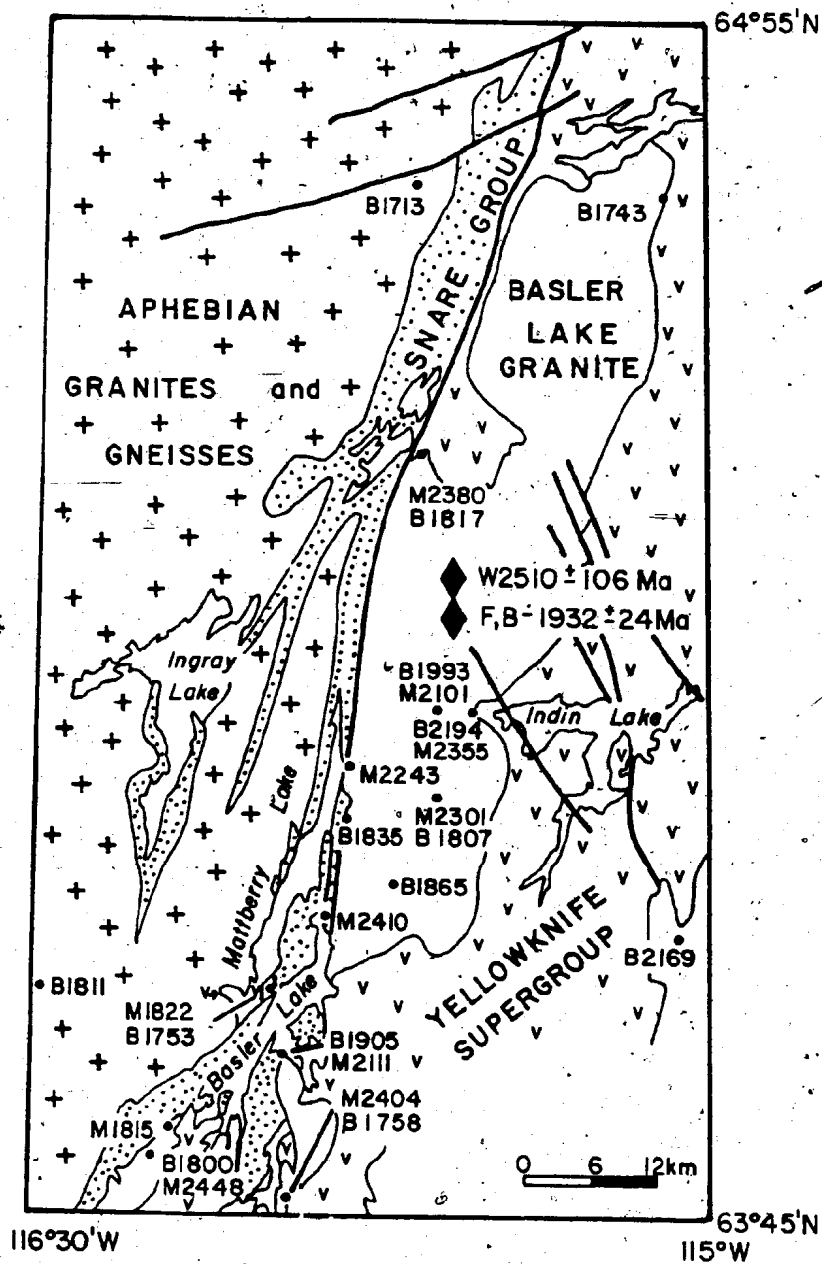 64°55'N
B1713
B1743
SNARE GROUP
APHEBIAN
GRANITES and
GNEISSES
BASLER
LAKE
GRANITE
M2380
B1817
W2510 ± 106 Ma
F,B - 1932 ± 24 Ma
Ingray
Lake
B1993
M2101
B2194
M2355
Indin Lake
M2243
M2301
B1807
B1835
B1865
Mattberry Lake
M2410
YELLOWKNIFE
SUPERGROUP
B2169
B1811
M1822
B1753
Basler Lake
B1905
M2111
M2404
B1758
M1815
B1800
M2448
0 6 12km
63°45'N
116°30'W
115°W